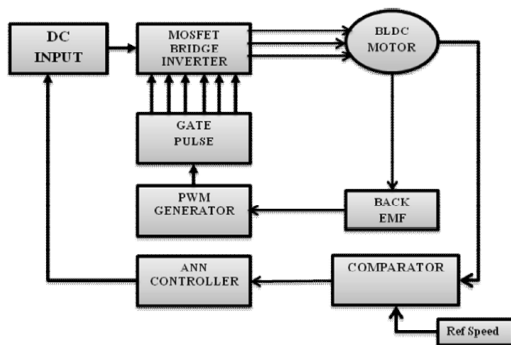 DC
INPUT
MOSFET
BRIDGE
INVERTER
BLDC
MOTOR
GATE
PULSE
PWM
GENERATOR
BACK
EMF
ANN
CONTROLLER
COMPARATOR
Ref Speed